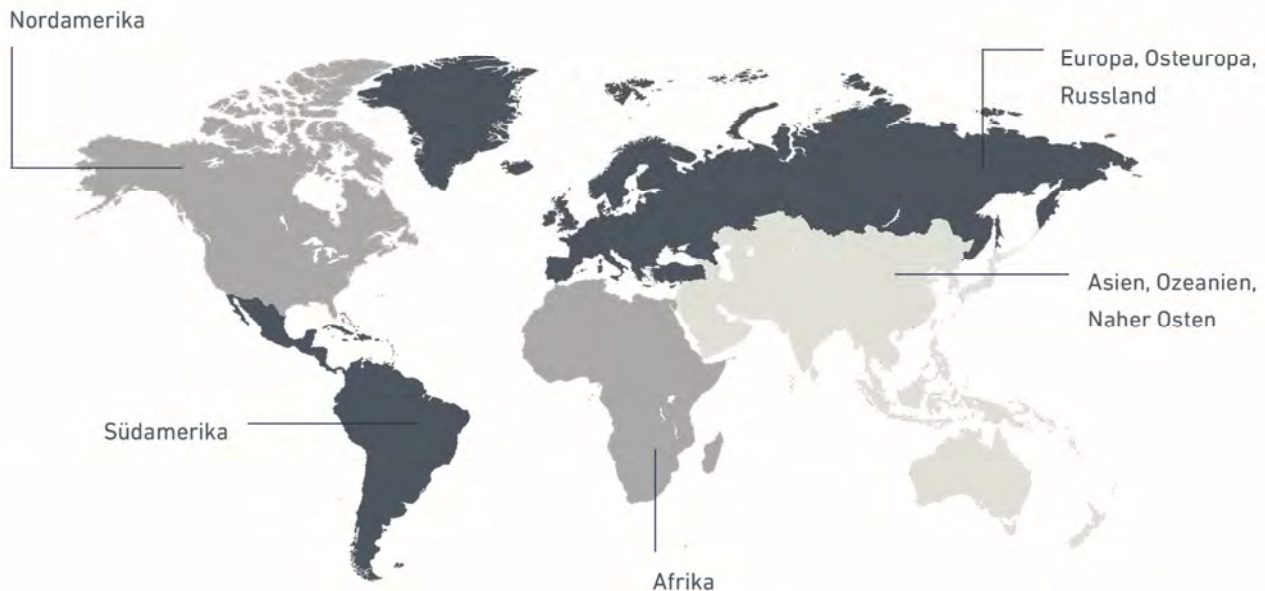 Nordamerika
Europa, Osteuropa,
Russland
Asien, Ozeanien,
Naher Osten
Südamerika
Afrika